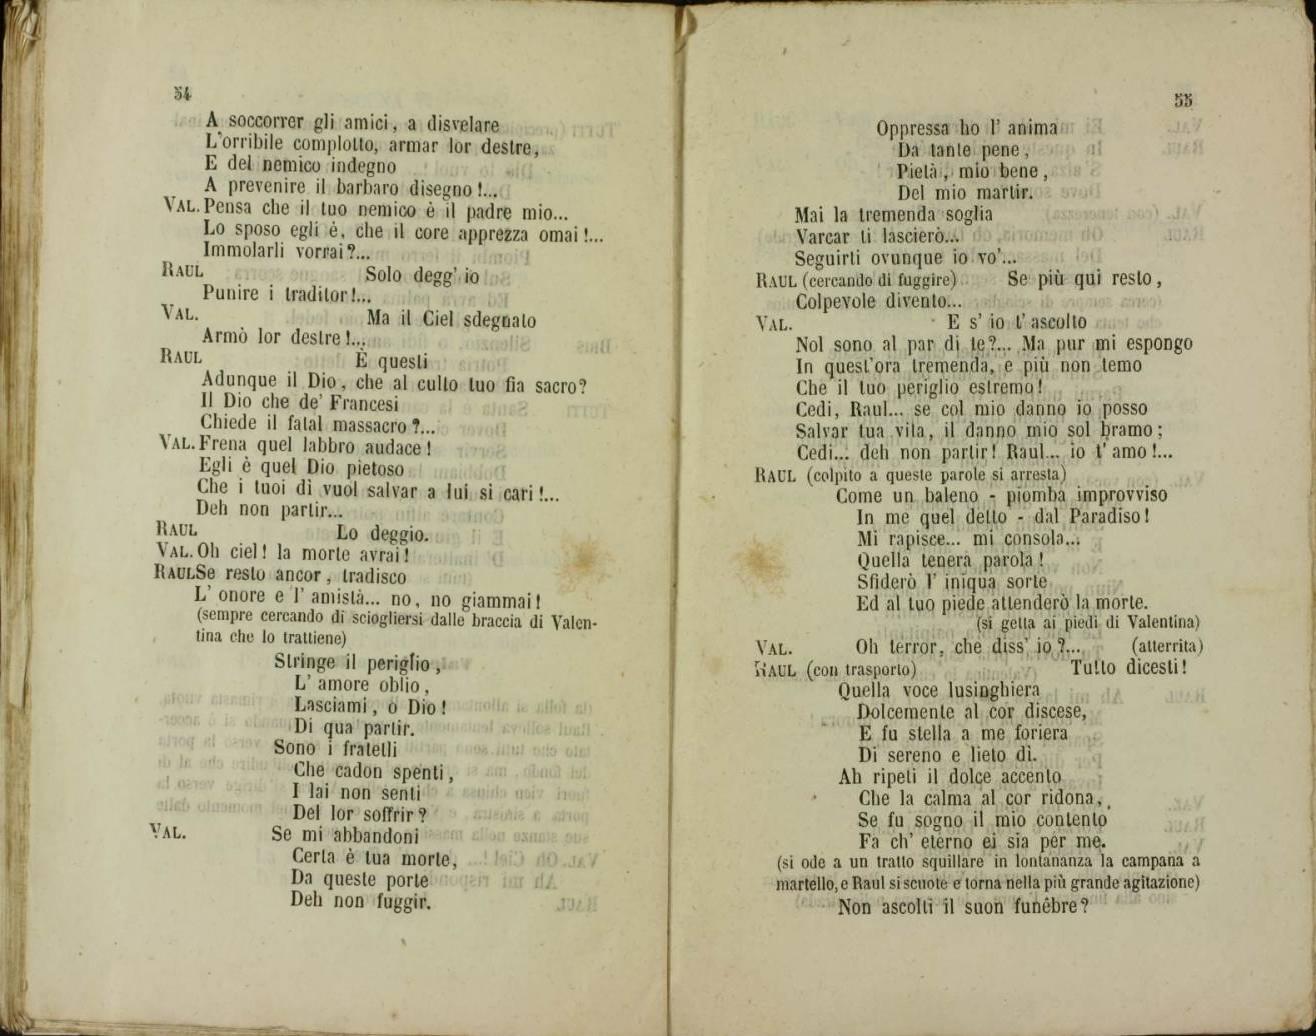 54
A soccorrer gli amici, a disvelare
L'orribile complotto, armar lor destre,
E del nemico indegno
A prevenire il barbaro disegno!...
VAL. Pensa che il tuo nemico è il padre mio...
Lo sposo egli è, che il core apprezza omai!...
Immolarli vorrai?...
RAUL Solo degg' io
Punire i traditor!...
VAL. Ma il Ciel sdegnato
Armò lor destre!...
RAUL È questi
Adunque il Dio, che al culto tuo fia sacro?
Il Dio che de' Francesi
Chiede il fatal massacro?...
VAL. Frena quel labbro audace!
Egli è quel Dio pietoso
Che i tuoi dì vuol salvar a lui si cari!...
Deh non partir...
RAUL Lo deggio.
VAL. Oh ciel! la morte avrai!
RAUL Se resto ancor, tradisco
L' onore e l' amistà... no, no giammai!
(sempre cercando di sciogliersi dalle braccia di Valen-
tina che lo trattiene)
Stringe il periglio,
L' amore oblio,
Lasciami, o Dio!
Di qua partir.
Sono i fratelli
Che cadon spenti,
I lai non senti
Del lor soffrir?
VAL. Se mi abbandoni
Certa è tua morte,
Da queste porte
Deh non fuggir.
55
Oppressa ho l' anima
Da tante pene,
Pietà, mio bene,
Del mio martir.
Mai la tremenda soglia
Varcar ti lascierò...
Seguirti ovunque io vo'...
RAUL (cercando di fuggire) Se più qui resto,
Colpevole divento...
VAL. E s' io t' ascolto
Nol sono al par di te?... Ma pur mi espongo
In quest'ora tremenda, e più non temo
Che il tuo periglio estremo!
Cedi, Raul... se col mio danno io posso
Salvar tua vita, il danno mio sol bramo;
Cedi... deh non partir! Raul... io t' amo!...
RAUL (colpito a queste parole si arresta)
Come un baleno - piomba improvviso
In me quel detto - dal Paradiso!
Mi rapisce... mi consola...
Quella tenera parola!
Sfiderò l' iniqua sorte
Ed al tuo piede attenderò la morte.
(si getta ai piedi di Valentina)
VAL. Oh terror, che diss' io?... (atterrita)
RAUL (con trasporto) Tutto dicesti!
Quella voce lusinghiera
Dolcemente al cor discese,
E fu stella a me foriera
Di sereno e lieto dì.
Ah ripeti il dolce accento
Che la calma al cor ridona,
Se fu sogno il mio contento
Fa ch' eterno ei sia per me.
(si ode a un tratto squillare in lontananza la campana a
martello, e Raul si scuote e torna nella più grande agitazione)
Non ascolti il suon funèbre?